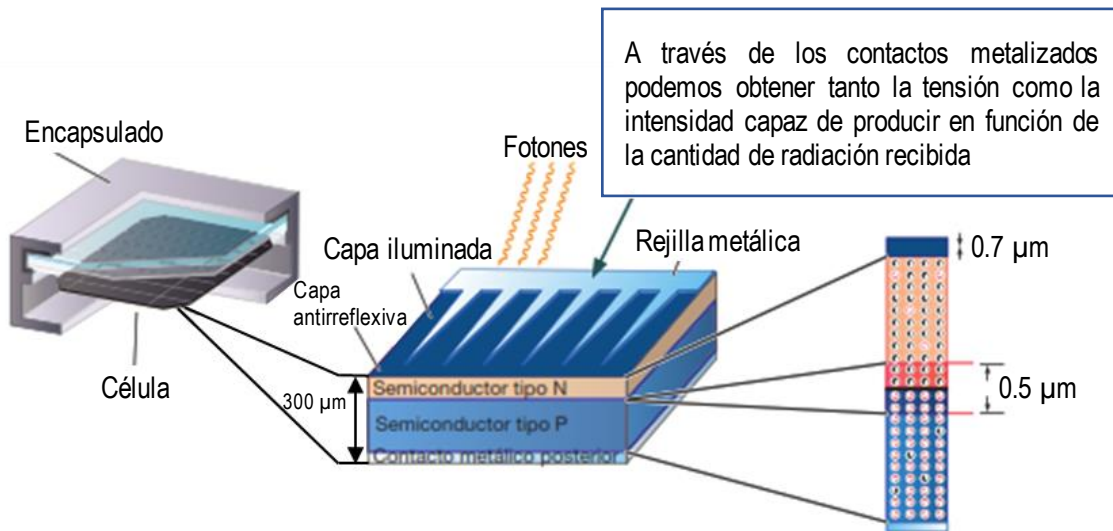 A través de los contactos metalizados
podemos obtener tanto la tensión como la
intensidad capaz de producir en función de
la cantidad de radiación recibida
Encapsulado
Fotones
Capa iluminada
Rejilla metálica
0.7 µm
Capa
antirreflexiva
Célula
300 µm
Semiconductor tipo N
Semiconductor tipo P
Contacto metálico posterior
0.5 µm